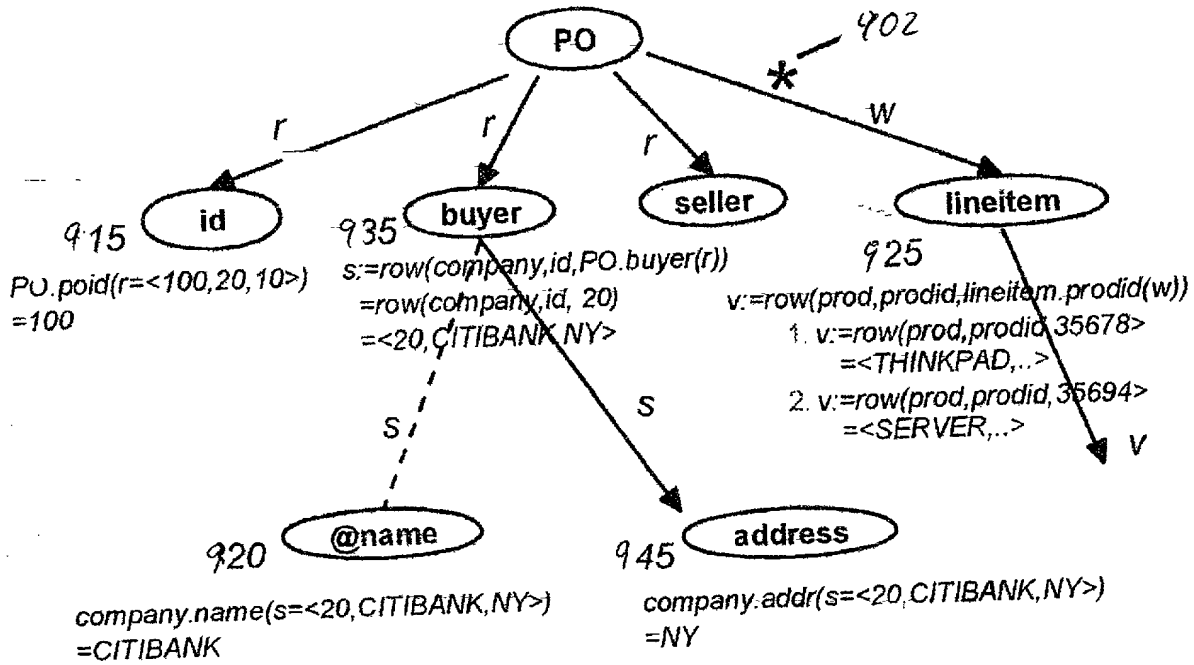 PO
902
*
r
r
r
w
id
buyer
seller
lineitem
915
935
925
PO.poid(r=<100,20,10>)
=100
s:=row(company,id,PO.buyer(r))
=row(company,id, 20)
=<20,CITIBANK,NY>
v:=row(prod,prodid,lineitem.prodid(w))
1. v:=row(prod,prodid,35678>
=<THINKPAD,..>
2. v:=row(prod,prodid,35694>
=<SERVER,..>
s
s
v
@name
address
920
945
company.name(s=<20,CITIBANK,NY>)
=CITIBANK
company.addr(s=<20,CITIBANK,NY>)
=NY